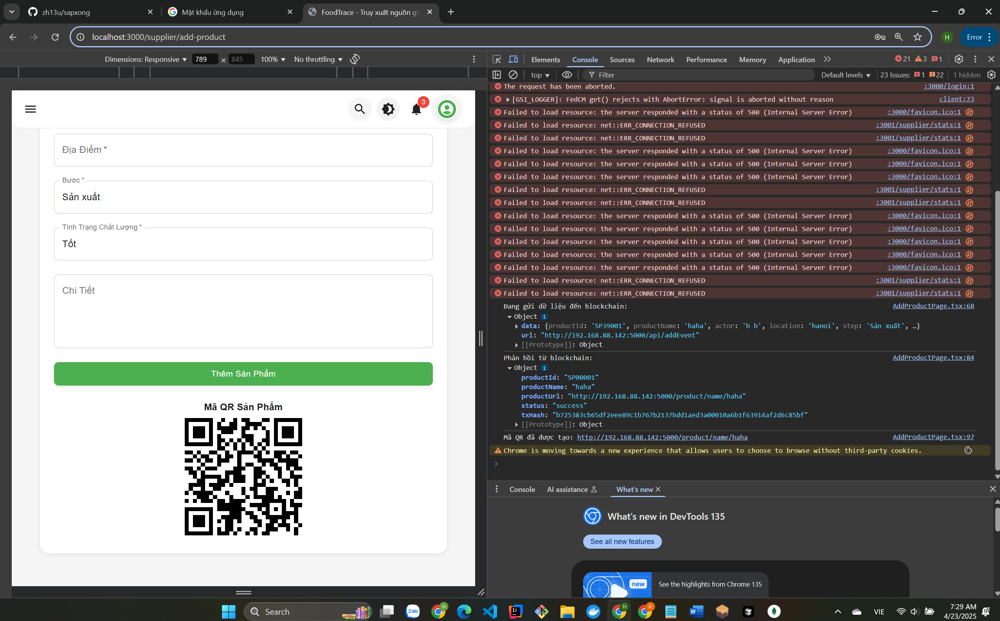 zh13u/sapxong
Mật khẩu ứng dụng
FoodTrace - Truy xuất nguồn gố
localhost:3000/supplier/add-product
H
Error
Dimensions: Responsive
789
×
845
100%
No throttling
3
Địa Điểm *
Bước *
Sản xuất
Tình Trạng Chất Lượng *
Tốt
Chi Tiết
Thêm Sản Phẩm
Mã QR Sản Phẩm
Elements
Console
Sources
Network
Performance
Memory
Application
21
3
1
top
Filter
Default levels
23 Issues:
1
22
1 hidden
The request has been aborted. :3000/login:1
[GSI_LOGGER]: FedCM get() rejects with AbortError: signal is aborted without reason client:73
Failed to load resource: the server responded with a status of 500 (Internal Server Error) :3000/favicon.ico:1
Failed to load resource: net::ERR_CONNECTION_REFUSED :3001/supplier/stats:1
Failed to load resource: net::ERR_CONNECTION_REFUSED :3001/supplier/stats:1
Failed to load resource: the server responded with a status of 500 (Internal Server Error) :3000/favicon.ico:1
Failed to load resource: the server responded with a status of 500 (Internal Server Error) :3000/favicon.ico:1
Failed to load resource: the server responded with a status of 500 (Internal Server Error) :3000/favicon.ico:1
Failed to load resource: net::ERR_CONNECTION_REFUSED :3001/supplier/stats:1
Failed to load resource: net::ERR_CONNECTION_REFUSED :3001/supplier/stats:1
Failed to load resource: the server responded with a status of 500 (Internal Server Error) :3000/favicon.ico:1
Failed to load resource: the server responded with a status of 500 (Internal Server Error) :3000/favicon.ico:1
Failed to load resource: the server responded with a status of 500 (Internal Server Error) :3000/favicon.ico:1
Failed to load resource: the server responded with a status of 500 (Internal Server Error) :3000/favicon.ico:1
Failed to load resource: the server responded with a status of 500 (Internal Server Error) :3000/favicon.ico:1
Failed to load resource: net::ERR_CONNECTION_REFUSED :3001/supplier/stats:1
Failed to load resource: net::ERR_CONNECTION_REFUSED :3001/supplier/stats:1
Đang gửi dữ liệu đến blockchain: AddProductPage.tsx:68
Object
data: {productId: 'SP39001', productName: 'haha', actor: 'b b', location: 'hanoi', step: 'Sản xuất', …}
url: "http://192.168.88.142:5000/api/addEvent"
[[Prototype]]: Object
Phản hồi từ blockchain: AddProductPage.tsx:84
Object
productId: "SP00001"
productName: "haha"
productUrl: "http://192.168.88.142:5000/product/name/haha"
status: "success"
txHash: "b725383cb65df2eee89c1b767b2137bdd1aed3a00010a6b1f63914af2d6c85bf"
[[Prototype]]: Object
Mã QR đã được tạo: http://192.168.88.142:5000/product/name/haha AddProductPage.tsx:97
Chrome is moving towards a new experience that allows users to choose to browse without third-party cookies.
Console
AI assistance
What's new
What's new in DevTools 135
See all new features
new
See the highlights from Chrome 135
Search
Zalo
H
H
K
VIE
7:29 AM
4/23/2025